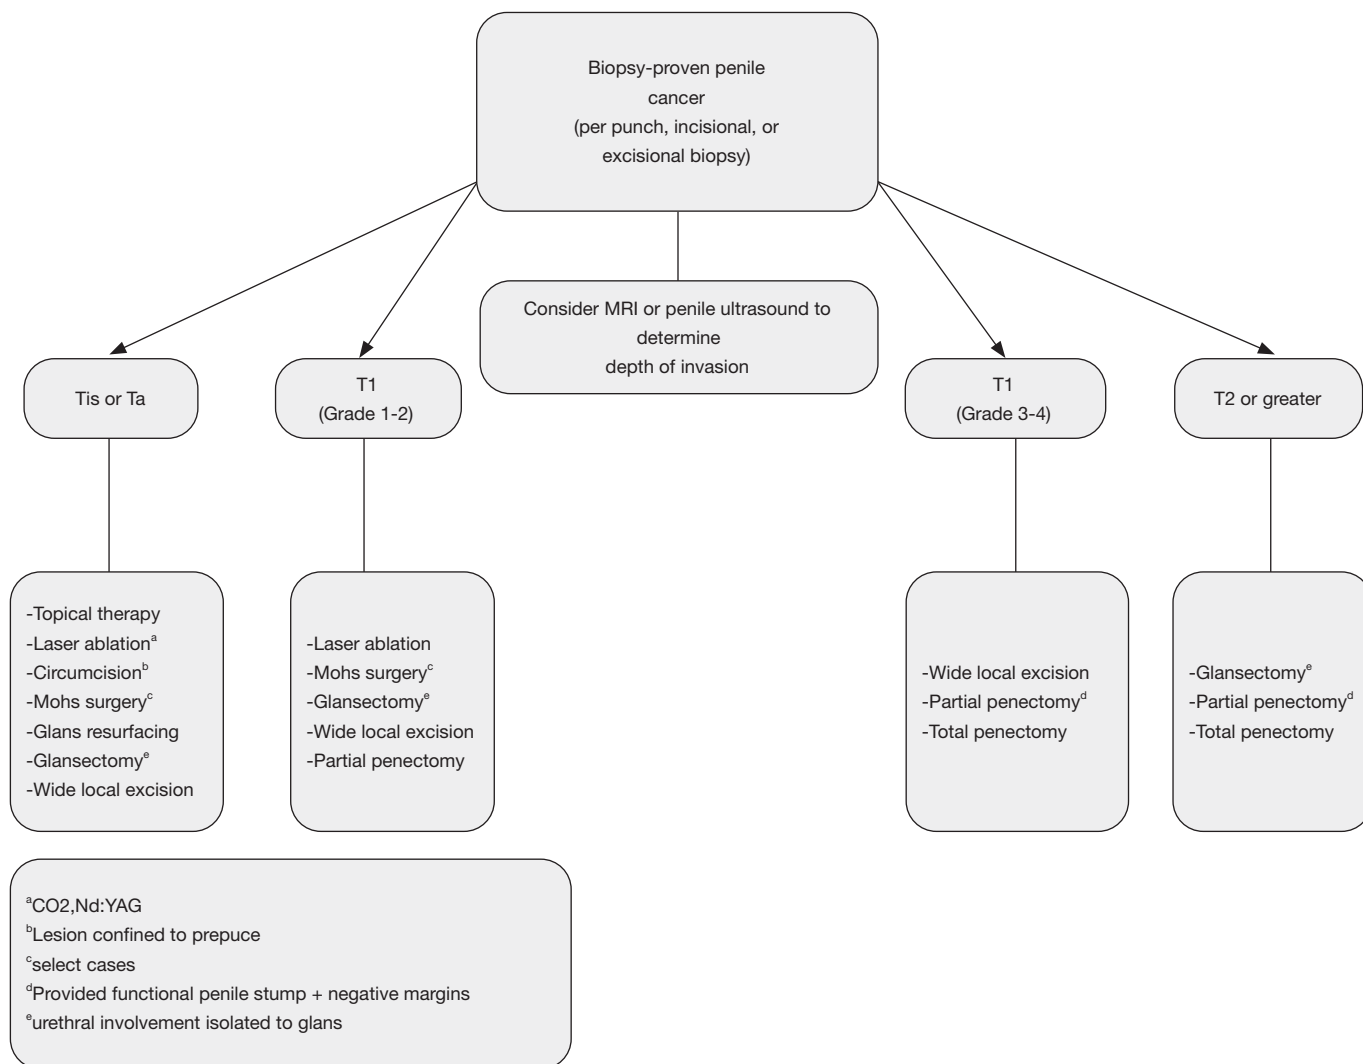 Biopsy-proven penile
cancer
(per punch, incisional, or
excisional biopsy)
Consider MRI or penile ultrasound to
determine
depth of invasion
Tis or Ta
T1
(Grade 1-2)
T1
(Grade 3-4)
T2 or greater
-Topical therapy
-Laser ablationᵃ
-Circumcisionᵇ
-Mohs surgeryᶜ
-Glans resurfacing
-Glansectomyᵉ
-Wide local excision
-Laser ablation
-Mohs surgeryᶜ
-Glansectomyᵉ
-Wide local excision
-Partial penectomy
-Wide local excision
-Partial penectomyᵈ
-Total penectomy
-Glansectomyᵉ
-Partial penectomyᵈ
-Total penectomy
ᵃCO2,Nd:YAG
ᵇLesion confined to prepuce
ᶜselect cases
ᵈProvided functional penile stump + negative margins
ᵉurethral involvement isolated to glans